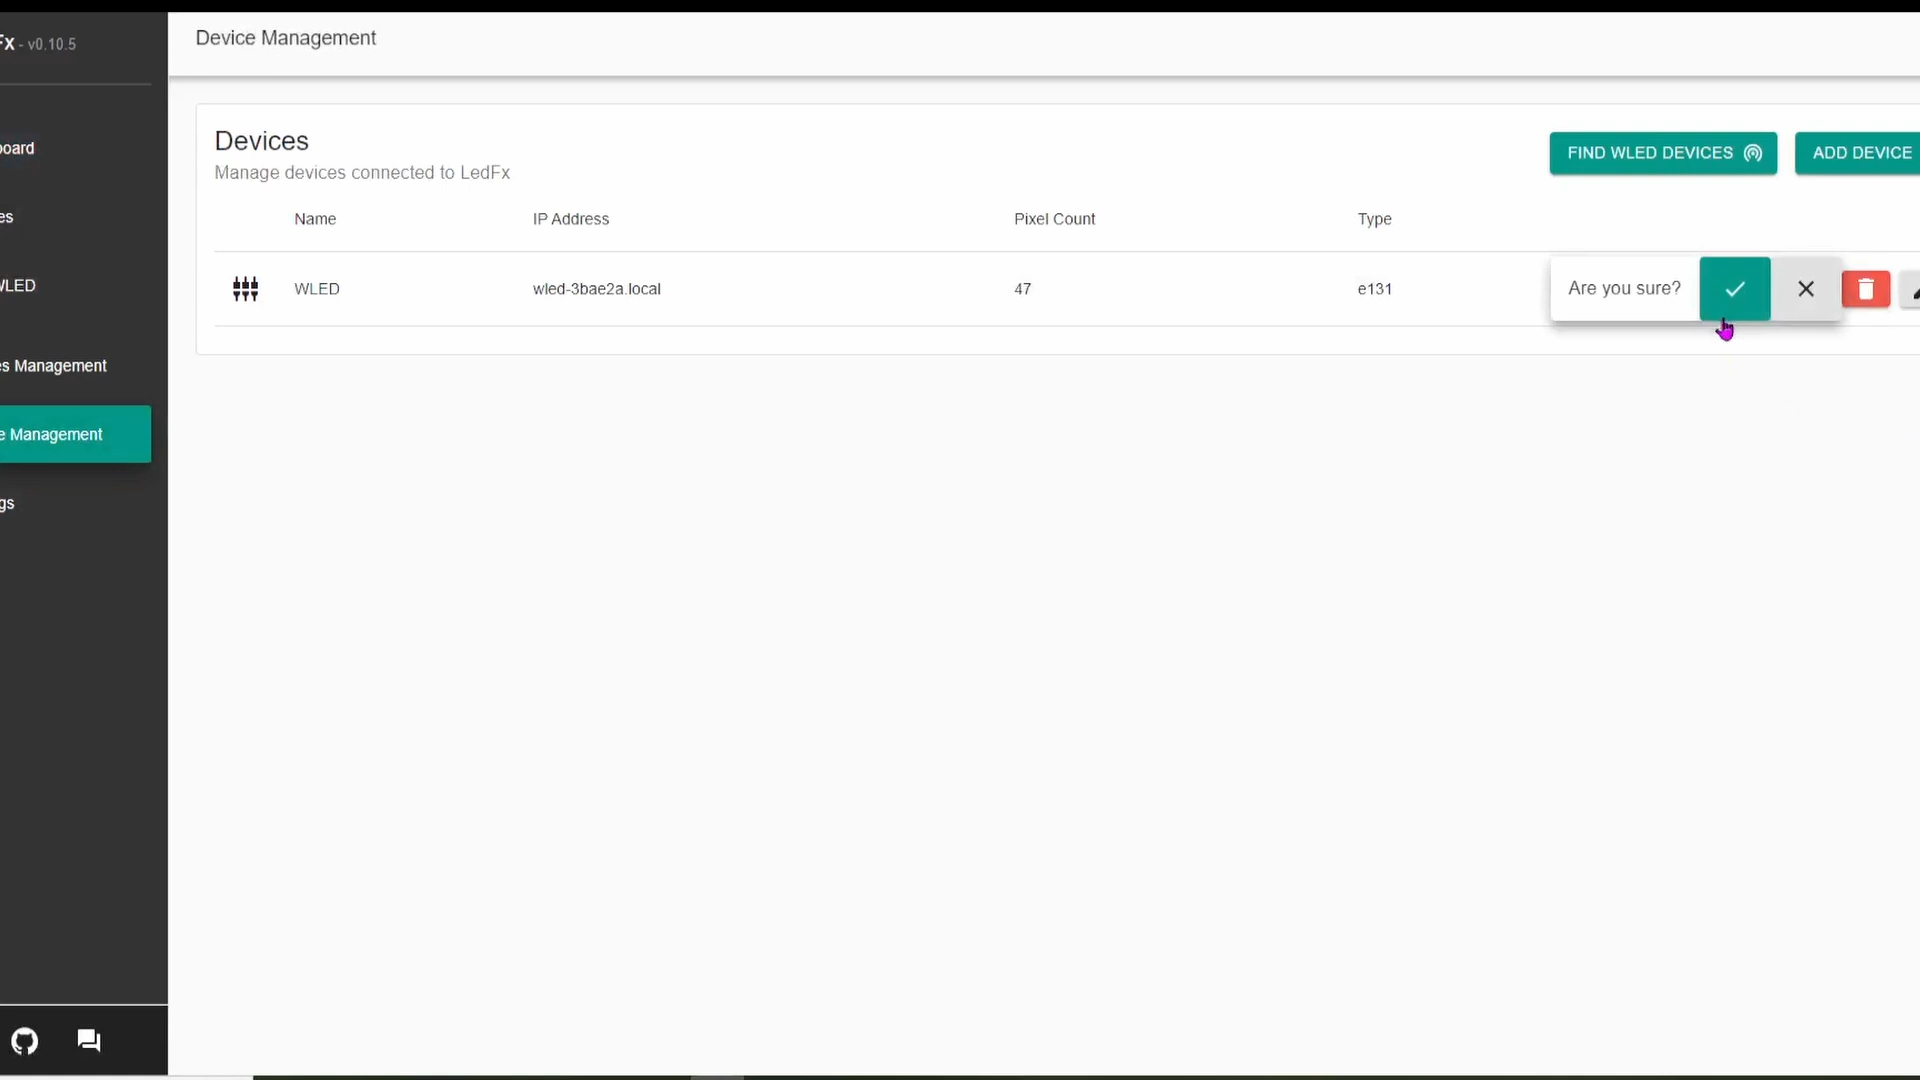 Fx - v0.10.5
Device Management
oard
es
WLED
s Management
e Management
gs
Devices
Manage devices connected to LedFx
FIND WLED DEVICES
ADD DEVICE
Name IP Address Pixel Count Type
WLED wled-3bae2a.local 47 e131
Are you sure?